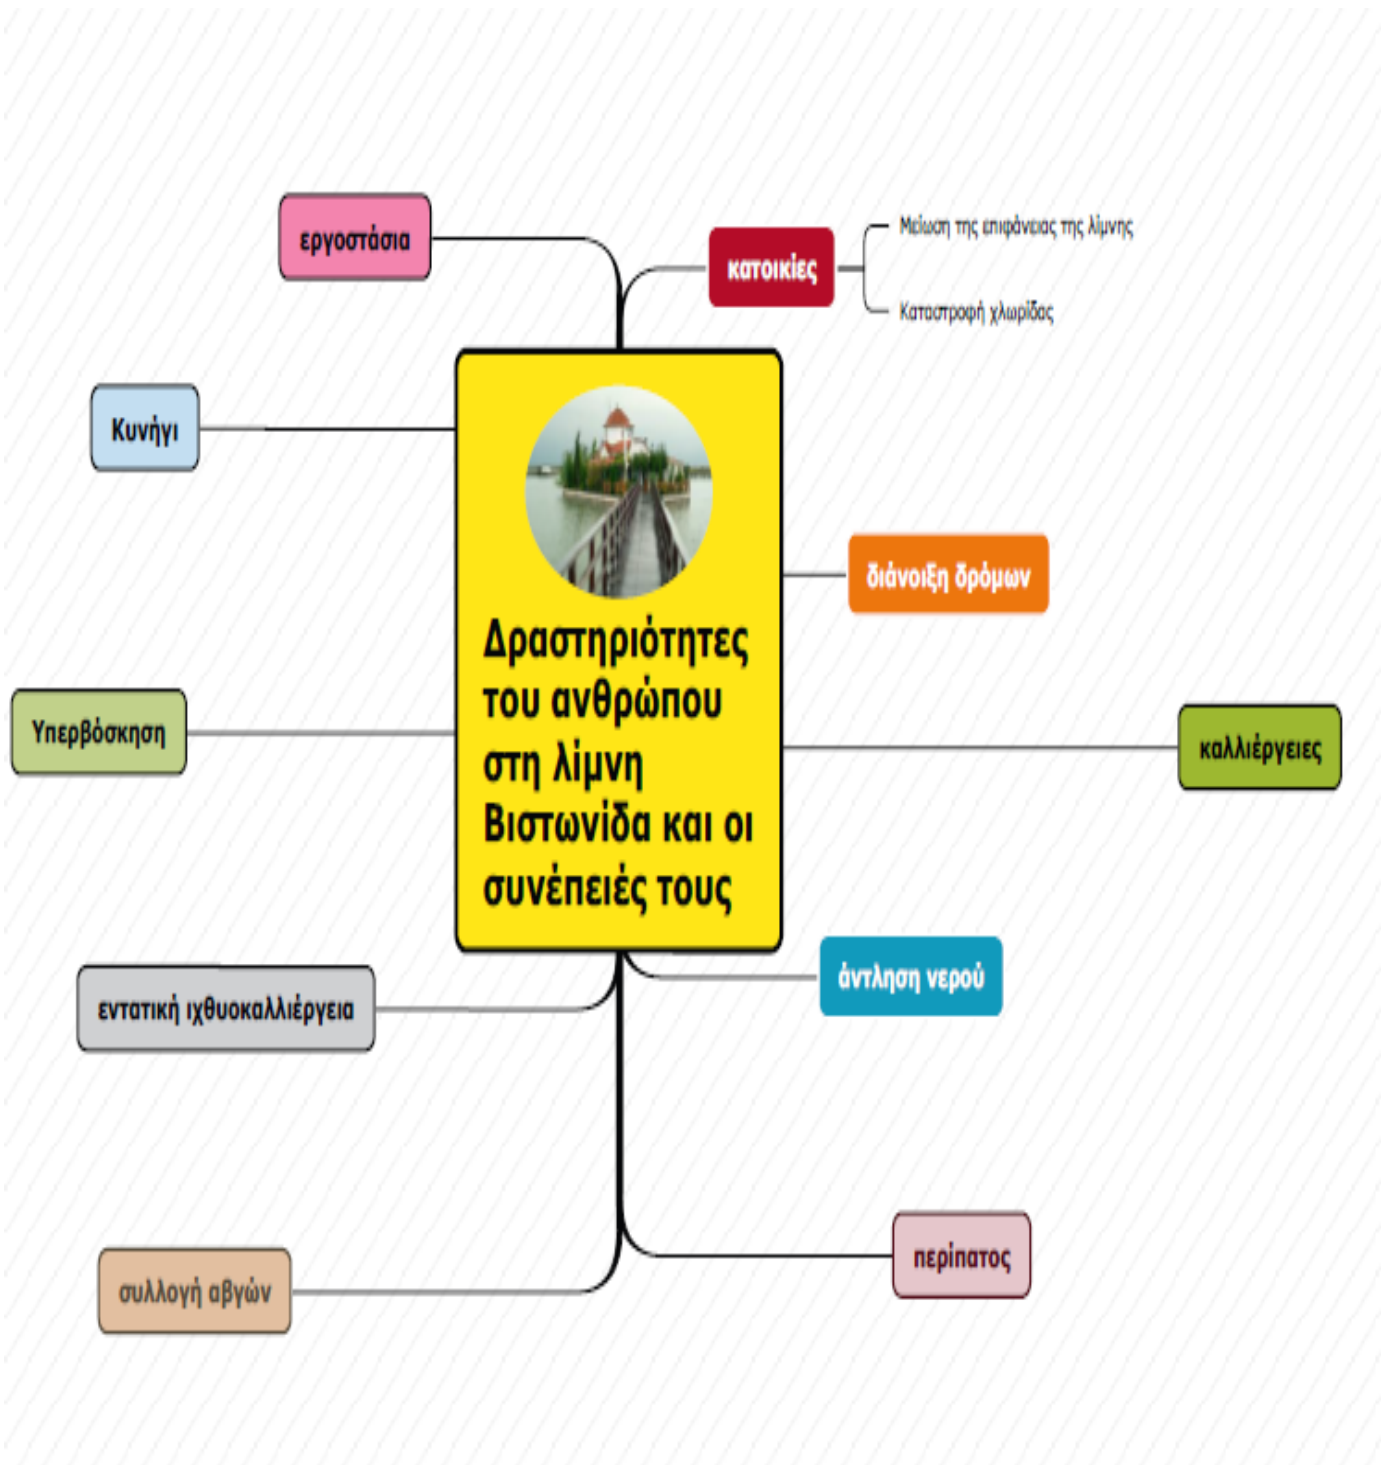 εργοστάσια
κατοικίες
Μείωση της επιφάνειας της λίμνης
Καταστροφή χλωρίδας
Κυνήγι
διάνοιξη δρόμων
Δραστηριότητες
του ανθρώπου
στη λίμνη
Βιστωνίδα και οι
συνέπειές τους
Υπερβόσκηση
καλλιέργειες
εντατική ιχθυοκαλλιέργεια
άντληση νερού
συλλογή αβγών
περίπατος